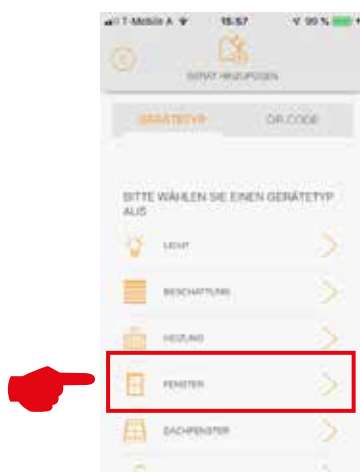 T-Mobile A 15:57 99 %
GERÄT HINZUFÜGEN
GERÄTETYP QR CODE
BITTE WÄHLEN SIE EINEN GERÄTETYP
AUS
LICHT
BESCHATTUNG
HEIZUNG
FENSTER
DACHFENSTER